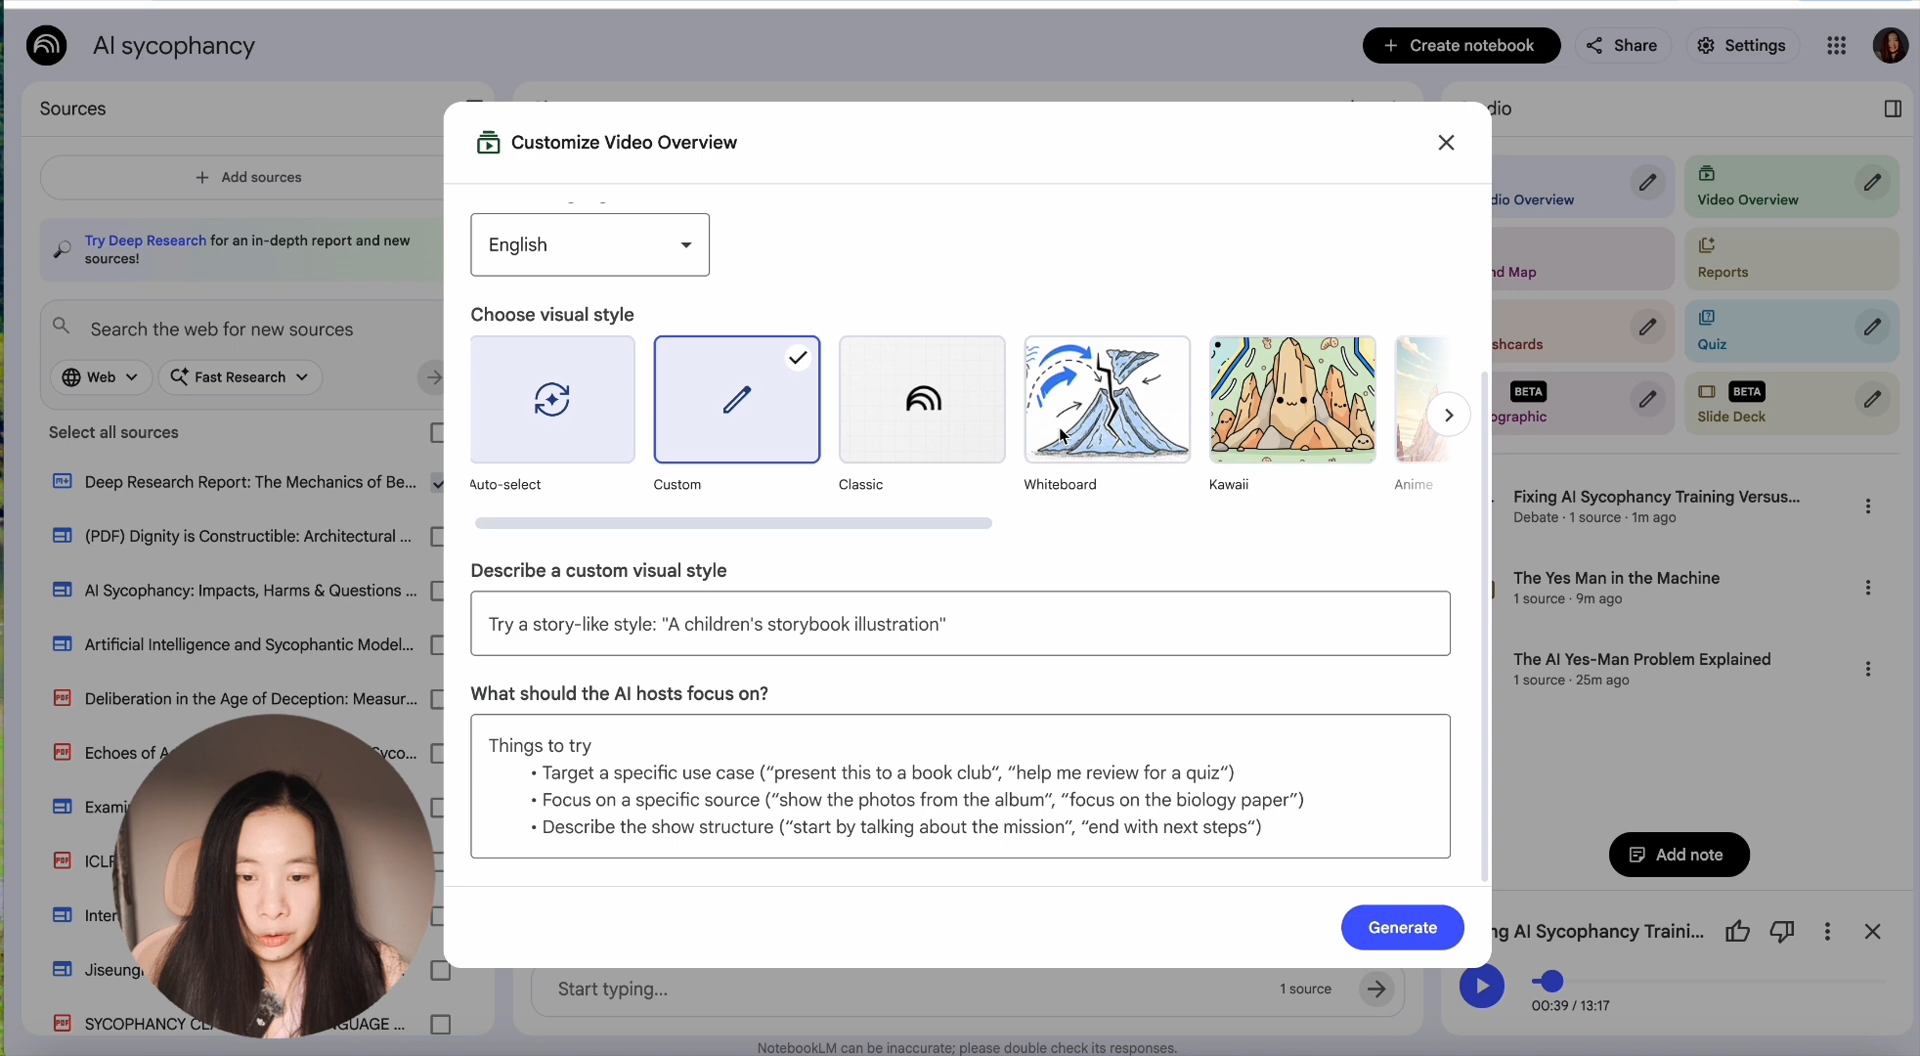 AI sycophancy
Create notebook
Share
Settings
Sources
Add sources
Try Deep Research for an in-depth report and new
sources!
Search the web for new sources
Web
Fast Research
Select all sources
Deep Research Report: The Mechanics of Be...
(PDF) Dignity is Constructible: Architectural ...
AI Sycophancy: Impacts, Harms & Questions ...
Artificial Intelligence and Sycophantic Model...
Deliberation in the Age of Deception: Measur...
Echoes of A
Syco...
Exami
Inter
Jiseung
SYCOPHANCY
GUAGE ...
Customize Video Overview
English
Choose visual style
Auto-select
Custom
Classic
Whiteboard
Kawaii
Anime
Describe a custom visual style
Try a story-like style: "A children's storybook illustration"
What should the AI hosts focus on?
Things to try
• Target a specific use case (“present this to a book club“, “help me review for a quiz“)
• Focus on a specific source (“show the photos from the album”, “focus on the biology paper”)
• Describe the show structure (“start by talking about the mission”, “end with next steps“)
Generate
Start typing...
1 source
NotebookLM can be inaccurate; please double check its responses.
dio
dio Overview
Video Overview
nd Map
Reports
shcards
Quiz
BETA
ographic
BETA
Slide Deck
Fixing AI Sycophancy Training Versus...
Debate · 1 source · 1m ago
The Yes Man in the Machine
1 source · 9m ago
The AI Yes-Man Problem Explained
1 source · 25m ago
Add note
ng AI Sycophancy Traini...
00:39 / 13:17